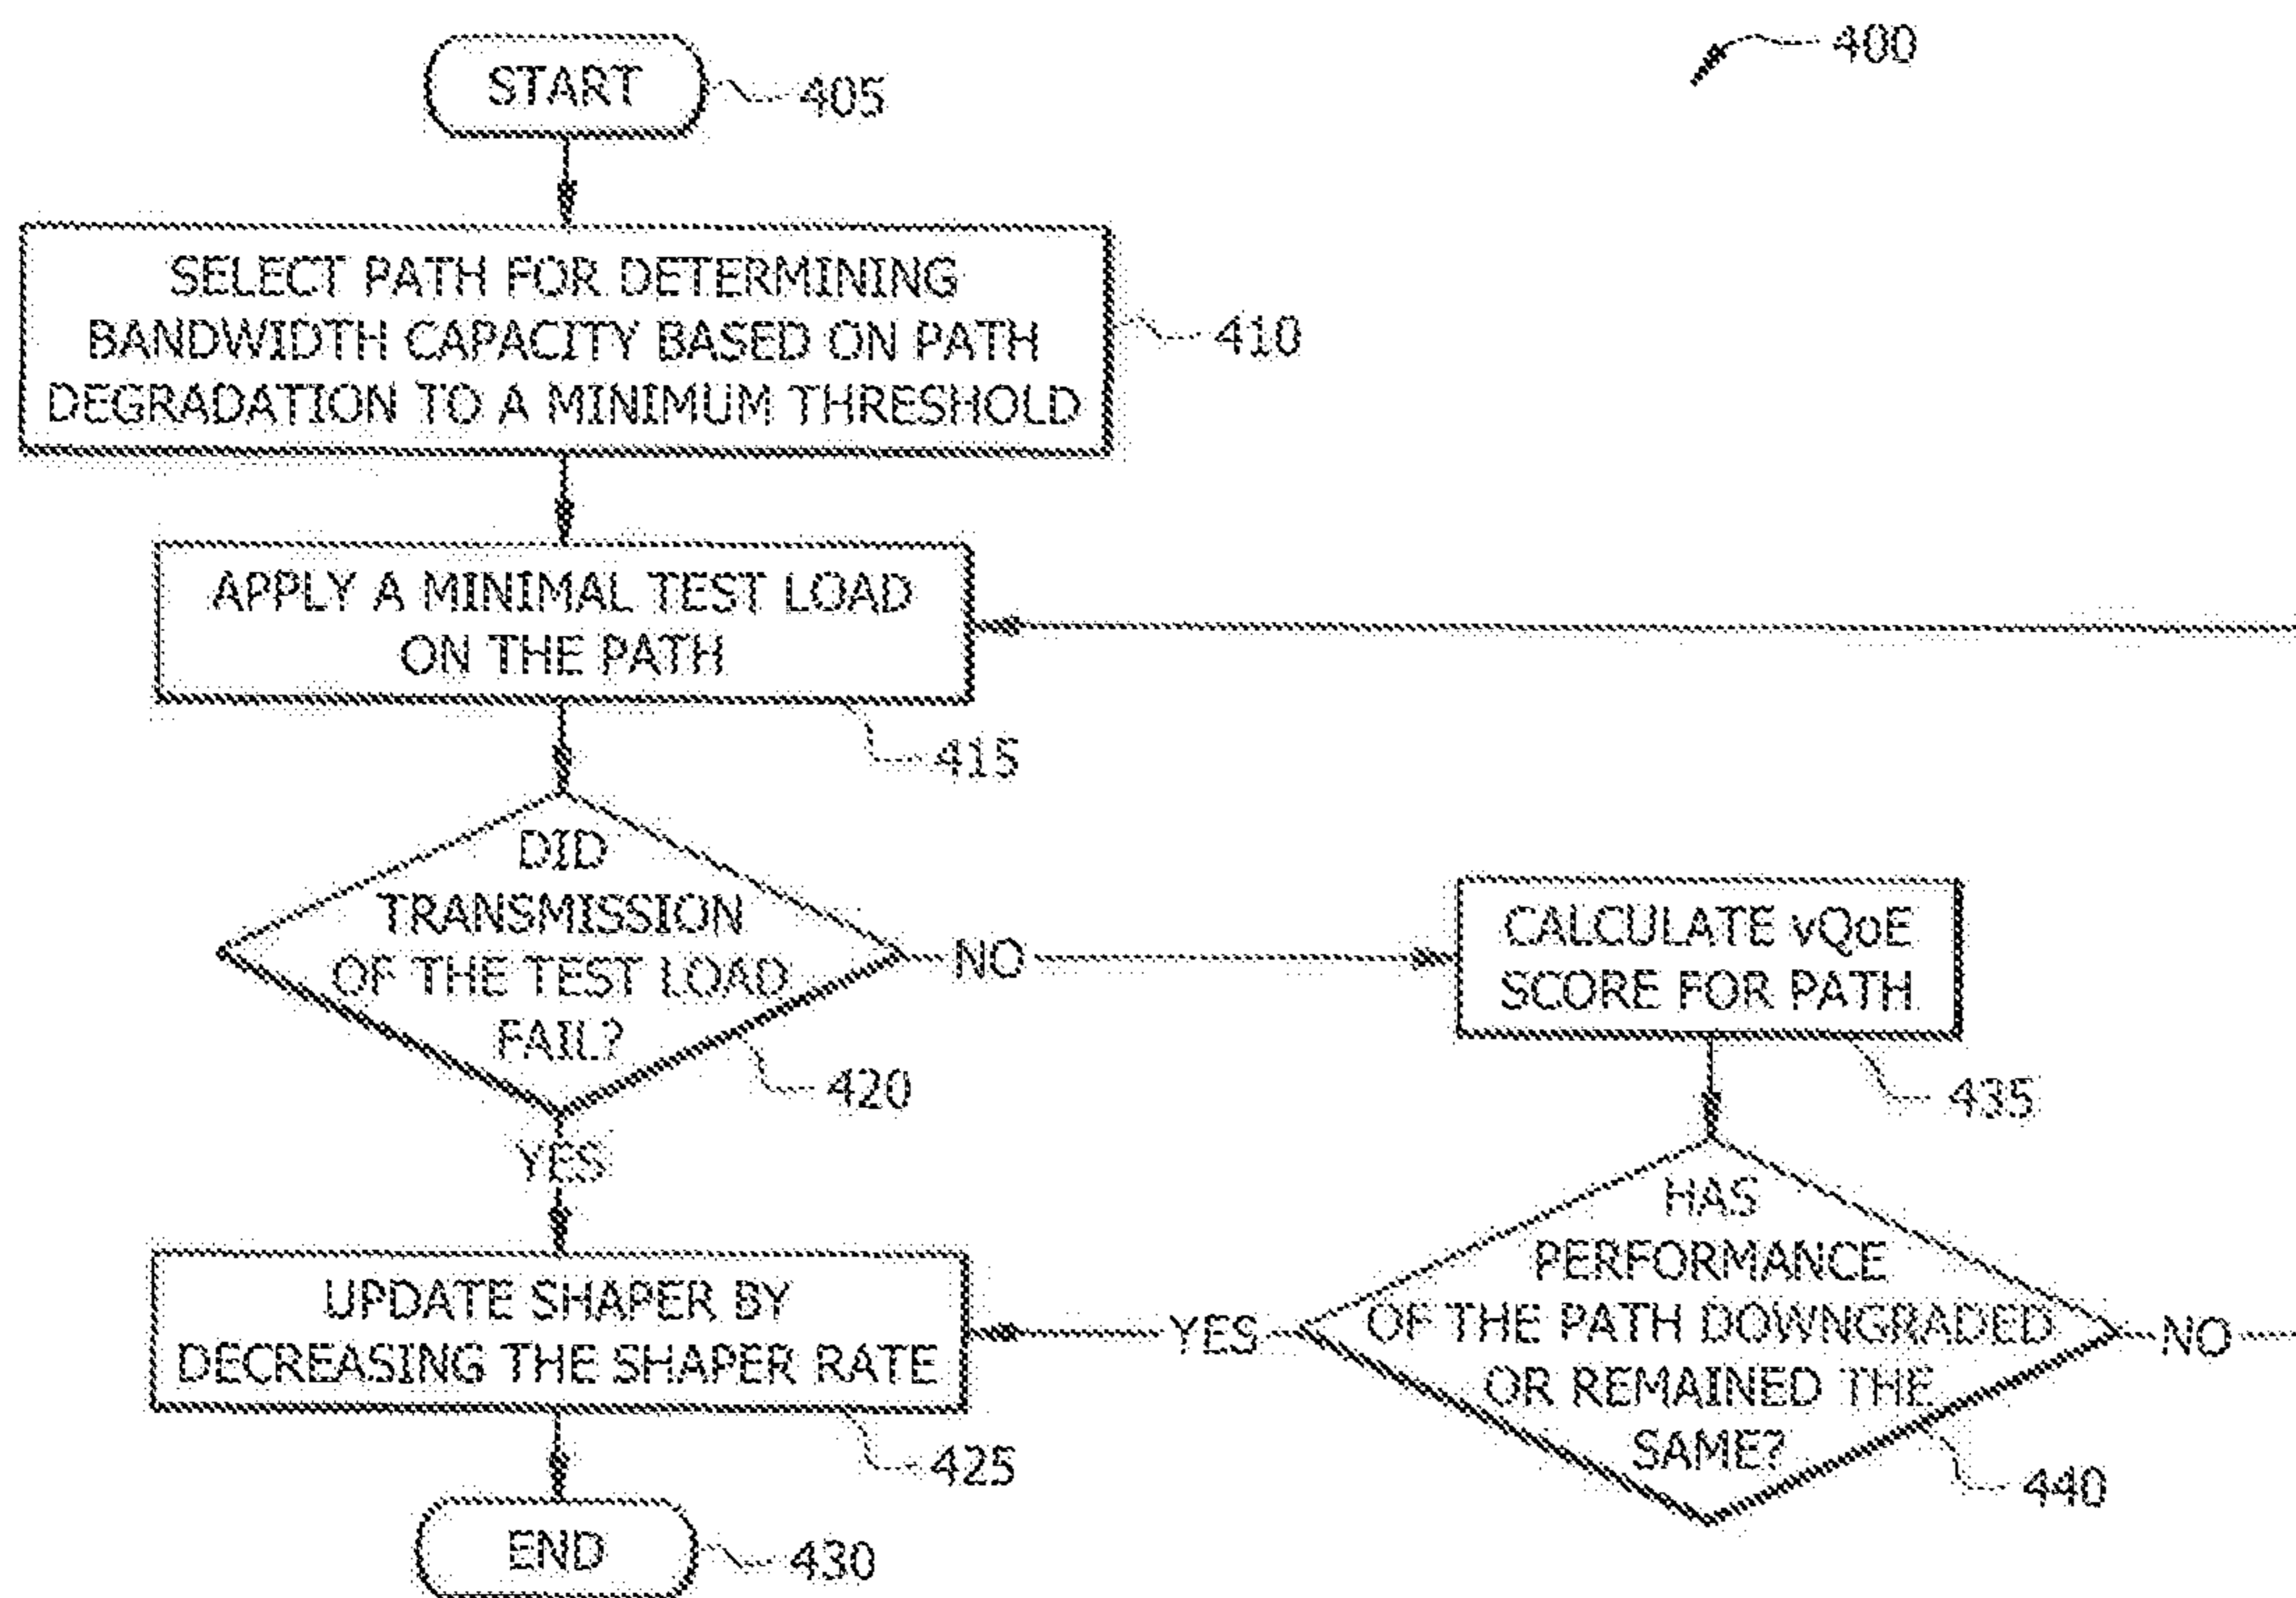 400
START
405
SELECT PATH FOR DETERMINING
BANDWIDTH CAPACITY BASED ON PATH
DEGRADATION TO A MINIMUM THRESHOLD
410
APPLY A MINIMAL TEST LOAD
ON THE PATH
415
DID
TRANSMISSION
OF THE TEST LOAD
FAIL?
420
NO
CALCULATE vQoE
SCORE FOR PATH
435
YES
UPDATE SHAPER BY
DECREASING THE SHAPER RATE
425
HAS
PERFORMANCE
OF THE PATH DOWNGRADED
OR REMAINED THE
SAME?
440
YES
NO
END
430